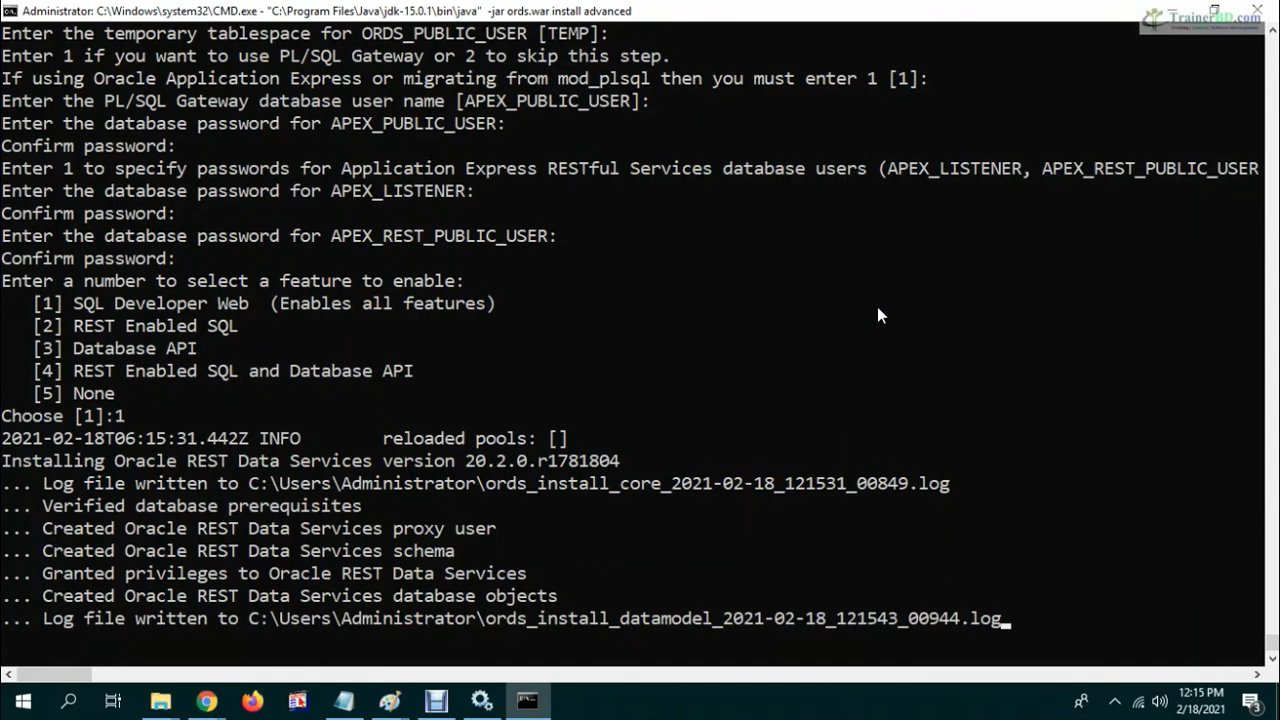 Administrator: C:\Windows\system32\CMD.exe - "C:\Program Files\Java\jdk-15.0.1\bin\java" -jar ords.war install advanced
TrainerBD.com
Enter the temporary tablespace for ORDS_PUBLIC_USER [TEMP]:
Enter 1 if you want to use PL/SQL Gateway or 2 to skip this step.
If using Oracle Application Express or migrating from mod_plsql then you must enter 1 [1]:
Enter the PL/SQL Gateway database user name [APEX_PUBLIC_USER]:
Enter the database password for APEX_PUBLIC_USER:
Confirm password:
Enter 1 to specify passwords for Application Express RESTful Services database users (APEX_LISTENER, APEX_REST_PUBLIC_USER
Enter the database password for APEX_LISTENER:
Confirm password:
Enter the database password for APEX_REST_PUBLIC_USER:
Confirm password:
Enter a number to select a feature to enable:
[1] SQL Developer Web  (Enables all features)
[2] REST Enabled SQL
[3] Database API
[4] REST Enabled SQL and Database API
[5] None
Choose [1]:1
2021-02-18T06:15:31.442Z INFO        reloaded pools: []
Installing Oracle REST Data Services version 20.2.0.r1781804
... Log file written to C:\Users\Administrator\ords_install_core_2021-02-18_121531_00849.log
... Verified database prerequisites
... Created Oracle REST Data Services proxy user
... Created Oracle REST Data Services schema
... Granted privileges to Oracle REST Data Services
... Created Oracle REST Data Services database objects
... Log file written to C:\Users\Administrator\ords_install_datamodel_2021-02-18_121543_00944.log
12:15 PM
2/18/2021
3